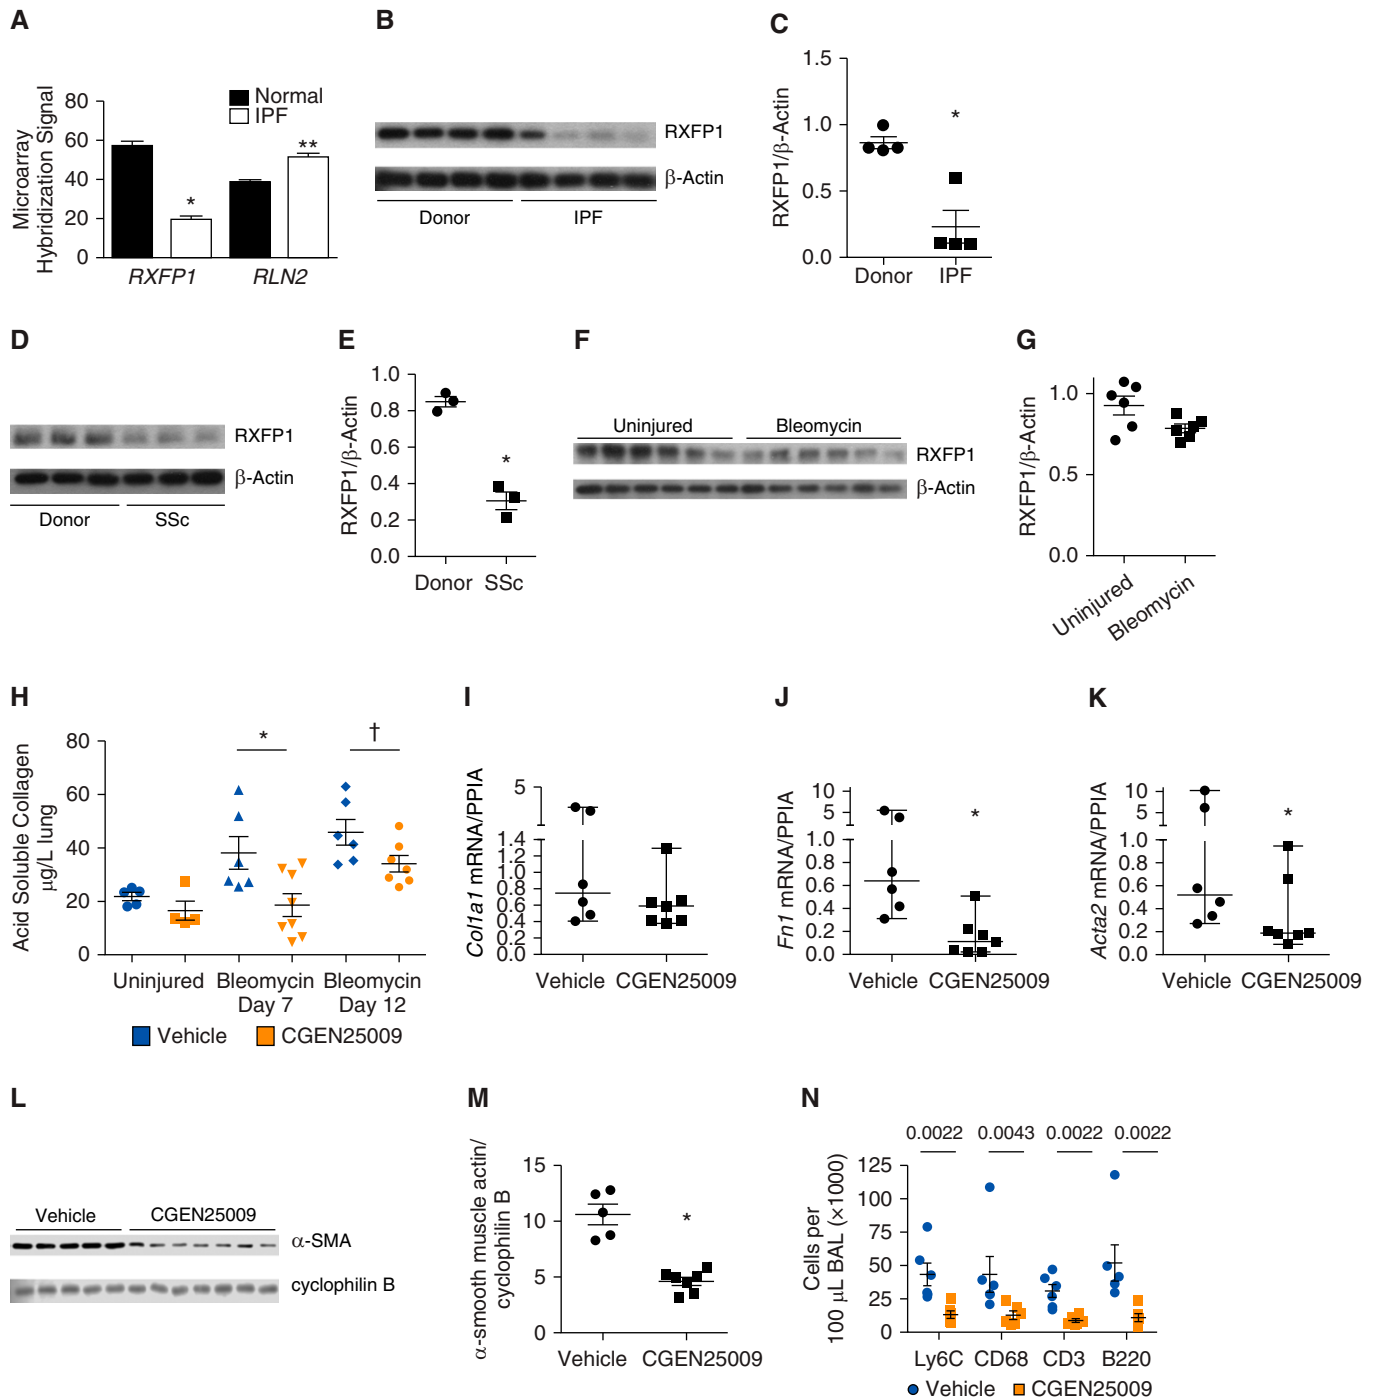 A
Microarray
Hybridization Signal
80
60
40
20
0
Normal
IPF
*
**
RXFP1
RLN2
B
RXFP1
β-Actin
Donor
IPF
C
RXFP1/β-Actin
1.5
1.0
0.5
0.0
*
Donor
IPF
D
RXFP1
β-Actin
Donor
SSc
E
RXFP1/β-Actin
1.0
0.8
0.6
0.4
0.2
0.0
*
Donor
SSc
F
Uninjured
Bleomycin
RXFP1
β-Actin
G
RXFP1/β-Actin
1.0
0.5
0.0
Uninjured
Bleomycin
H
Acid Soluble Collagen
μg/L lung
80
60
40
20
0
*
†
Uninjured
Bleomycin
Day 7
Bleomycin
Day 12
Vehicle
CGEN25009
I
Col1a1 mRNA/PPIA
5
1.4
1.2
1.0
0.8
0.6
0.4
0.2
0.0
Vehicle
CGEN25009
J
Fn1 mRNA/PPIA
10
5
1.0
0.8
0.6
0.4
0.2
0.0
*
Vehicle
CGEN25009
K
Acta2 mRNA/PPIA
10
5
1.0
0.8
0.6
0.4
0.2
0.0
*
Vehicle
CGEN25009
L
Vehicle
CGEN25009
α-SMA
cyclophilin B
M
α-smooth muscle actin/
cyclophilin B
15
10
5
0
*
Vehicle
CGEN25009
N
Cells per
100 μL BAL (×1000)
0.0022
0.0043
0.0022
0.0022
125
100
75
50
25
0
Ly6C
CD68
CD3
B220
Vehicle
CGEN25009